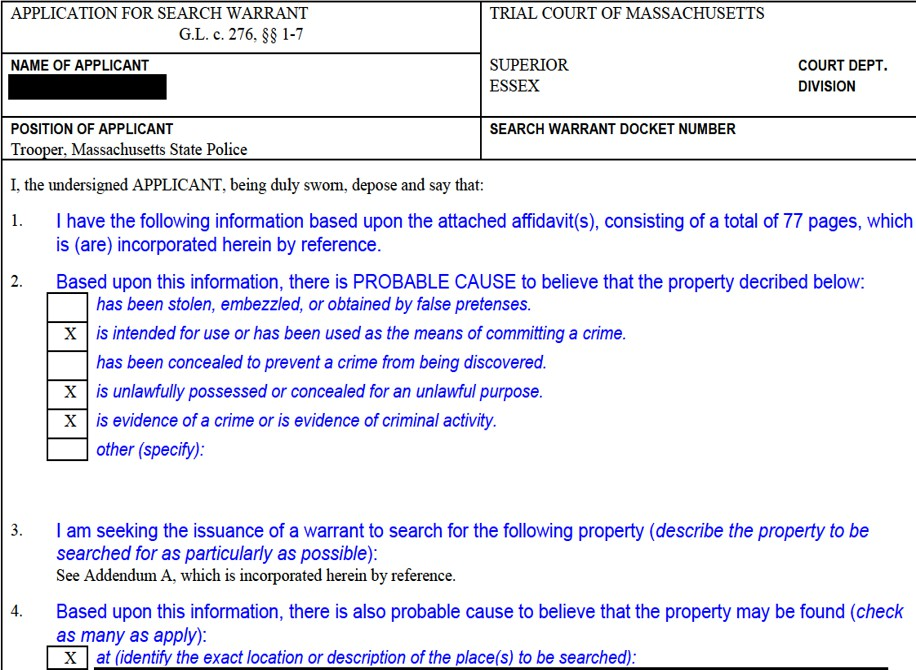 APPLICATION FOR SEARCH WARRANT
G.L. c. 276, §§ 1-7
TRIAL COURT OF MASSACHUSETTS
NAME OF APPLICANT
SUPERIOR COURT DEPT.
ESSEX DIVISION
POSITION OF APPLICANT
Trooper, Massachusetts State Police
SEARCH WARRANT DOCKET NUMBER
I, the undersigned APPLICANT, being duly sworn, depose and say that:
1. I have the following information based upon the attached affidavit(s), consisting of a total of 77 pages, which
is (are) incorporated herein by reference.
2. Based upon this information, there is PROBABLE CAUSE to believe that the property decribed below:
has been stolen, embezzled, or obtained by false pretenses.
X is intended for use or has been used as the means of committing a crime.
has been concealed to prevent a crime from being discovered.
X is unlawfully possessed or concealed for an unlawful purpose.
X is evidence of a crime or is evidence of criminal activity.
other (specify):
3. I am seeking the issuance of a warrant to search for the following property (describe the property to be
searched for as particularly as possible):
See Addendum A, which is incorporated herein by reference.
4. Based upon this information, there is also probable cause to believe that the property may be found (check
as many as apply):
X at (identify the exact location or description of the place(s) to be searched):